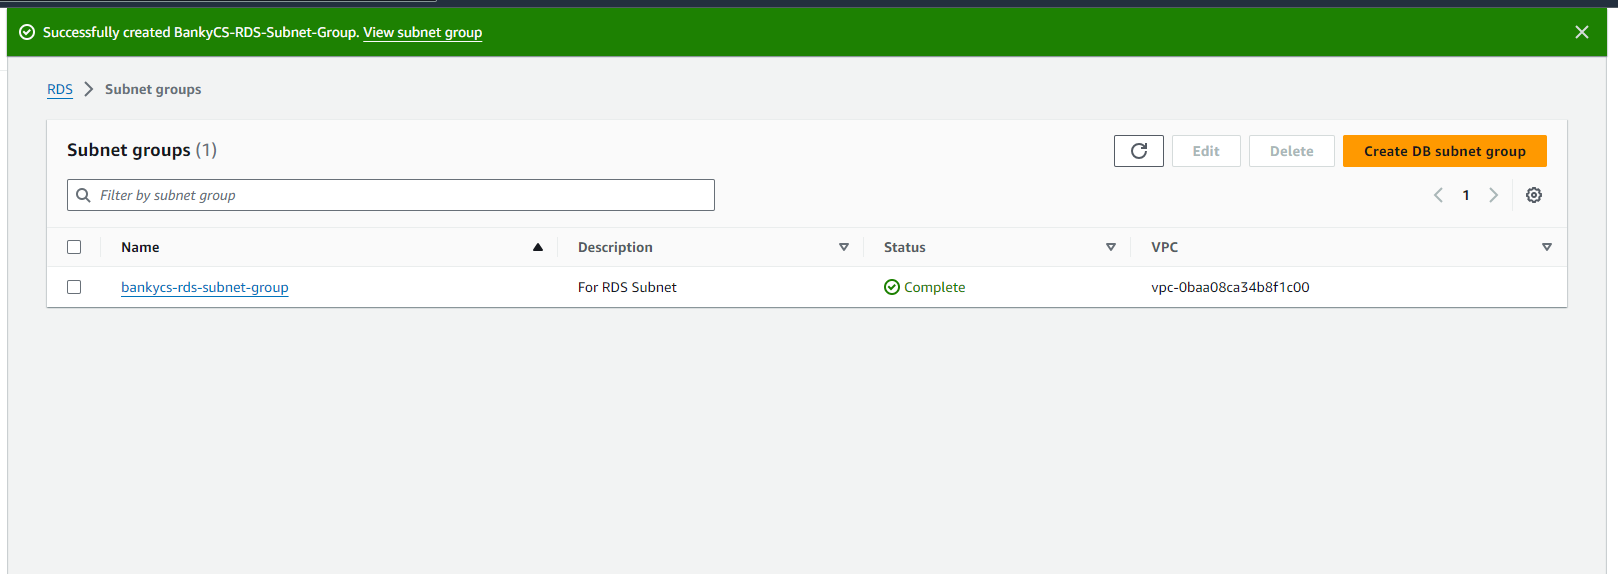 Successfully created BankyCS-RDS-Subnet-Group. View subnet group
RDS > Subnet groups
Subnet groups (1)
Edit
Delete
Create DB subnet group
Filter by subnet group
1
Name Description Status VPC
bankycs-rds-subnet-group For RDS Subnet Complete vpc-0baa08ca34b8f1c00